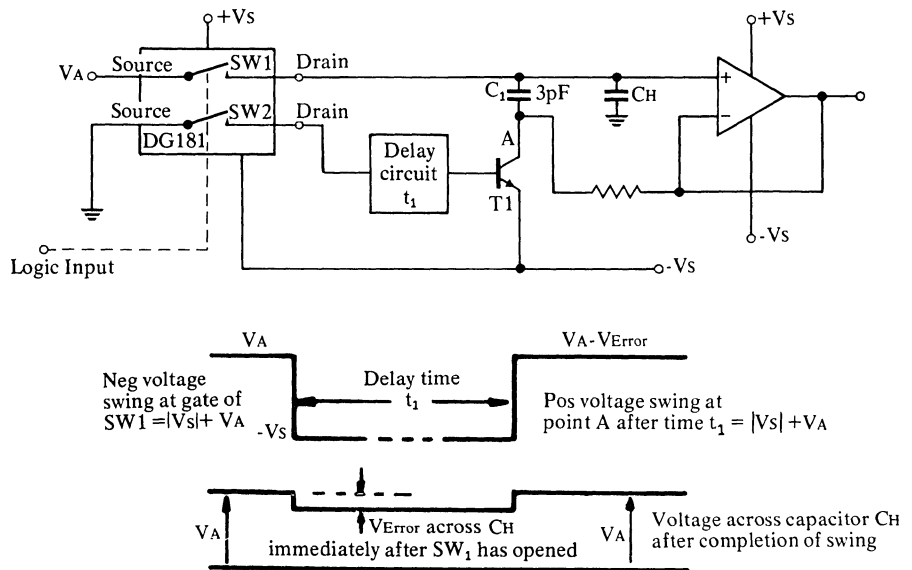 +Vs
Source
SW1
Drain
VA
Source
SW2
Drain
DG181
C1
3pF
CH
A
Delay
circuit
t1
T1
+
−
+Vs
-Vs
-Vs
Logic Input
VA
VA-VError
Neg voltage
swing at gate of
SW1=|Vs|+ VA
Delay time
t1
-Vs
Pos voltage swing at
point A after time t1 = |Vs| +VA
VA
VError across CH
immediately after SW1 has opened
VA
Voltage across capacitor CH
after completion of swing